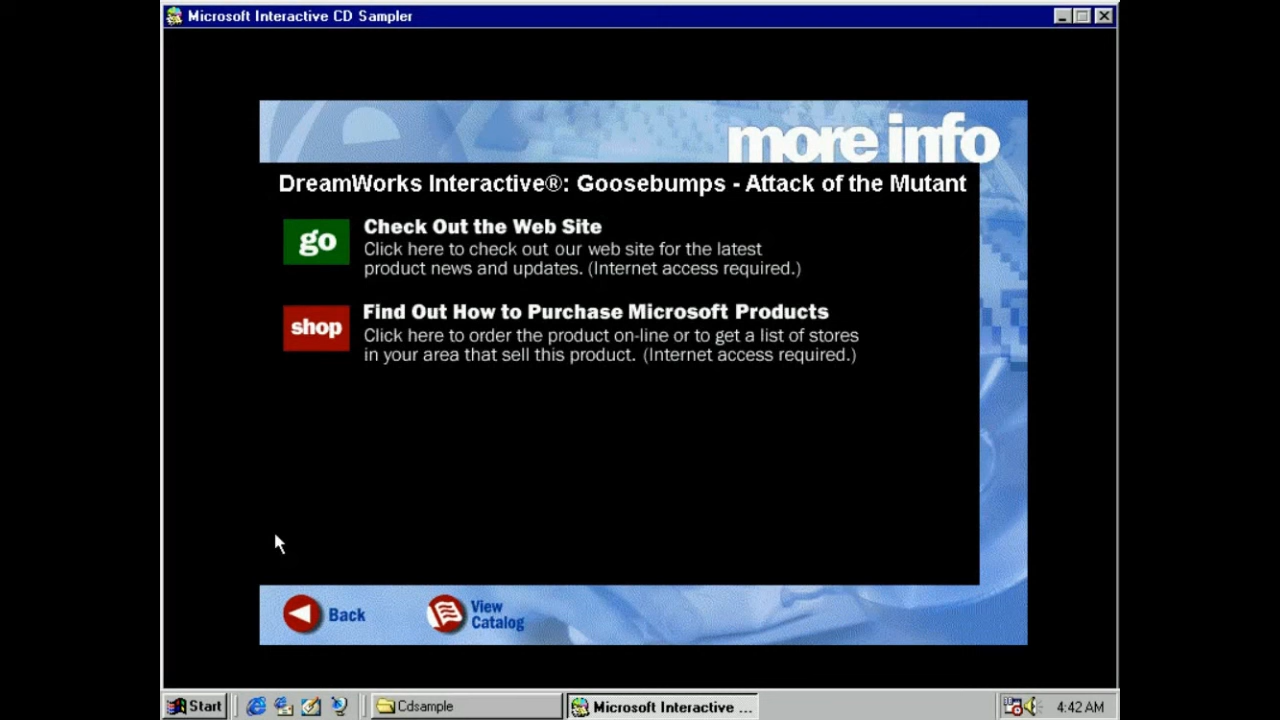 Microsoft Interactive CD Sampler
more info
DreamWorks Interactive®: Goosebumps - Attack of the Mutant
go
Check Out the Web Site
Click here to check out our web site for the latest
product news and updates. (Internet access required.)
shop
Find Out How to Purchase Microsoft Products
Click here to order the product on-line or to get a list of stores
in your area that sell this product. (Internet access required.)
Back
View
Catalog
Start
Cdsample
Microsoft Interactive ...
4:42 AM